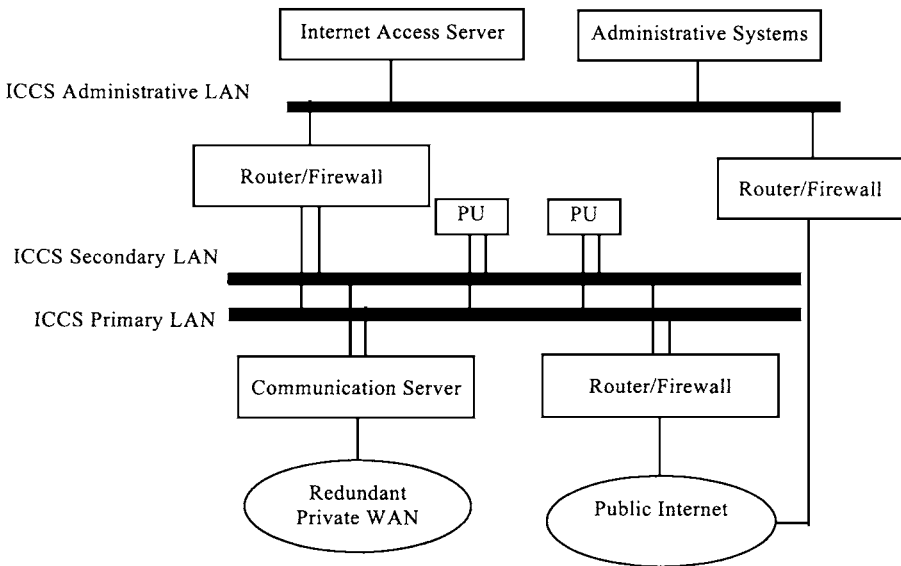 Internet Access Server
Administrative Systems
ICCS Administrative LAN
Router/Firewall
Router/Firewall
PU
PU
ICCS Secondary LAN
ICCS Primary LAN
Communication Server
Router/Firewall
Redundant
Private WAN
Public Internet